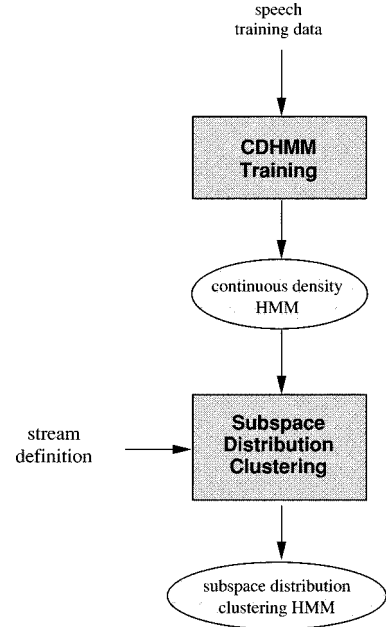 speech
training data
CDHMM
Training
continuous density
HMM
Subspace
Distribution
Clustering
stream
definition
subspace distribution
clustering HMM